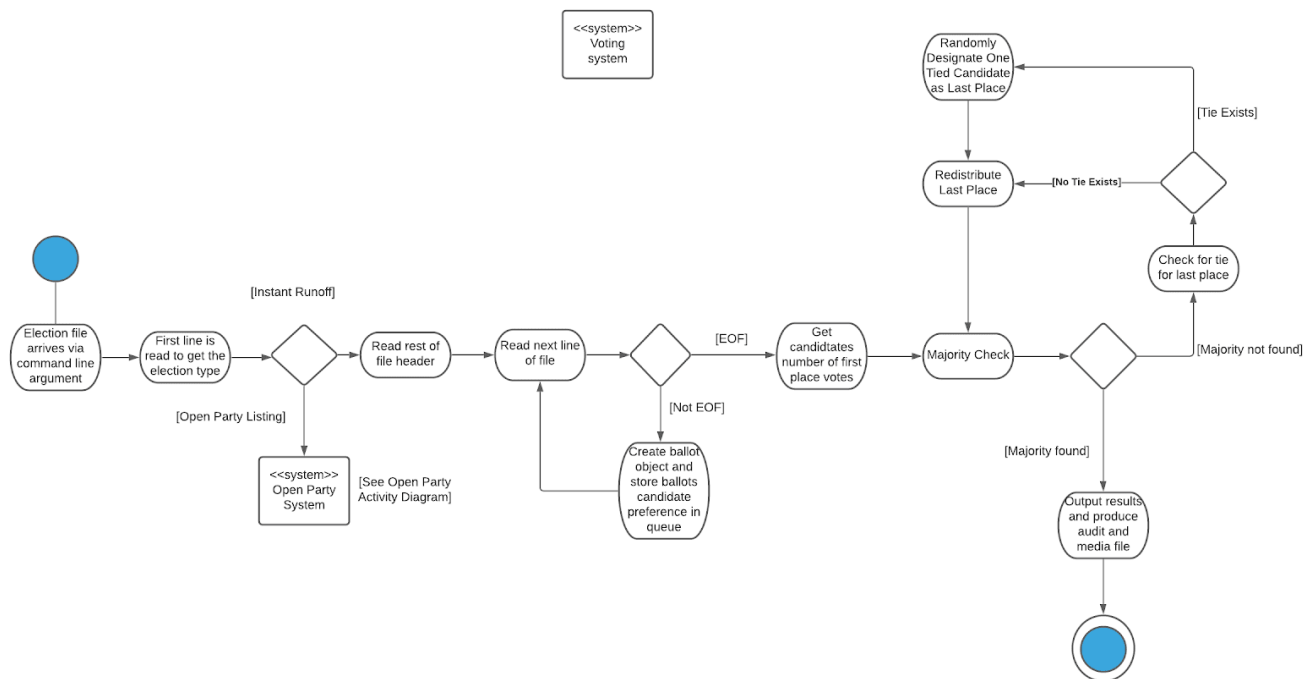 <<system>>
Voting
system
Randomly
Designate One
Tied Candidate
as Last Place
[Tie Exists]
Redistribute
Last Place
[No Tie Exists]
Check for tie
for last place
[Instant Runoff]
Election file
arrives via
command line
argument
First line is
read to get the
election type
Read rest of
file header
Read next line
of file
[EOF]
Get
candidates
number of first
place votes
Majority Check
[Majority not found]
[Open Party Listing]
[Not EOF]
<<system>>
Open Party
System
[See Open Party
Activity Diagram]
Create ballot
object and
store ballots
candidate
preference in
queue
[Majority found]
Output results
and produce
audit and
media file